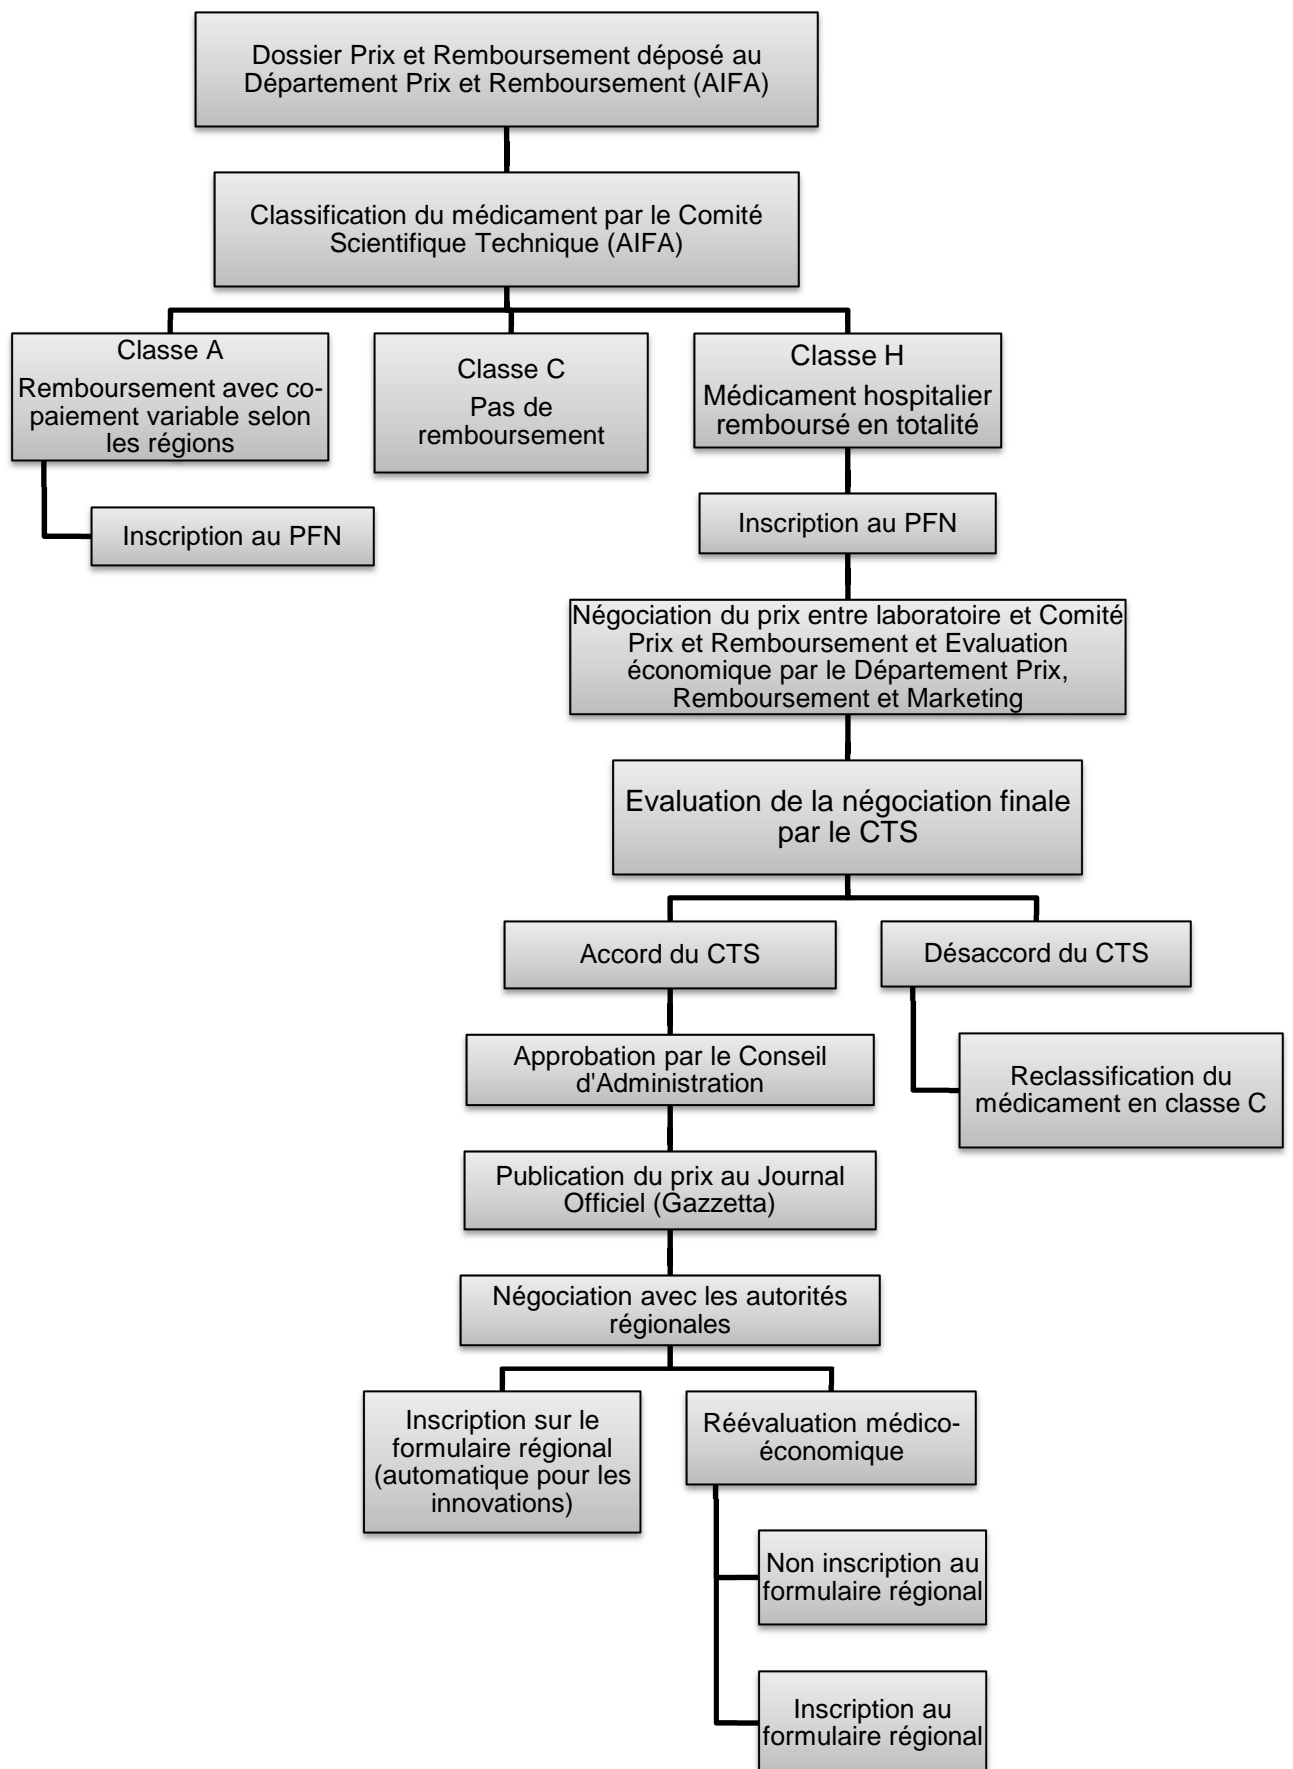 Dossier Prix et Remboursement déposé au
Département Prix et Remboursement (AIFA)
Classification du médicament par le Comité
Scientifique Technique (AIFA)
Classe A
Remboursement avec co-
paiement variable selon
les régions
Classe C
Pas de
remboursement
Classe H
Médicament hospitalier
remboursé en totalité
Inscription au PFN
Inscription au PFN
Négociation du prix entre laboratoire et Comité
Prix et Remboursement et Evaluation
économique par le Département Prix,
Remboursement et Marketing
Evaluation de la négociation finale
par le CTS
Accord du CTS
Désaccord du CTS
Approbation par le Conseil
d'Administration
Reclassification du
médicament en classe C
Publication du prix au Journal
Officiel (Gazzetta)
Négociation avec les autorités
régionales
Inscription sur le
formulaire régional
(automatique pour les
innovations)
Réévaluation médico-
économique
Non inscription au
formulaire régional
Inscription au
formulaire régional